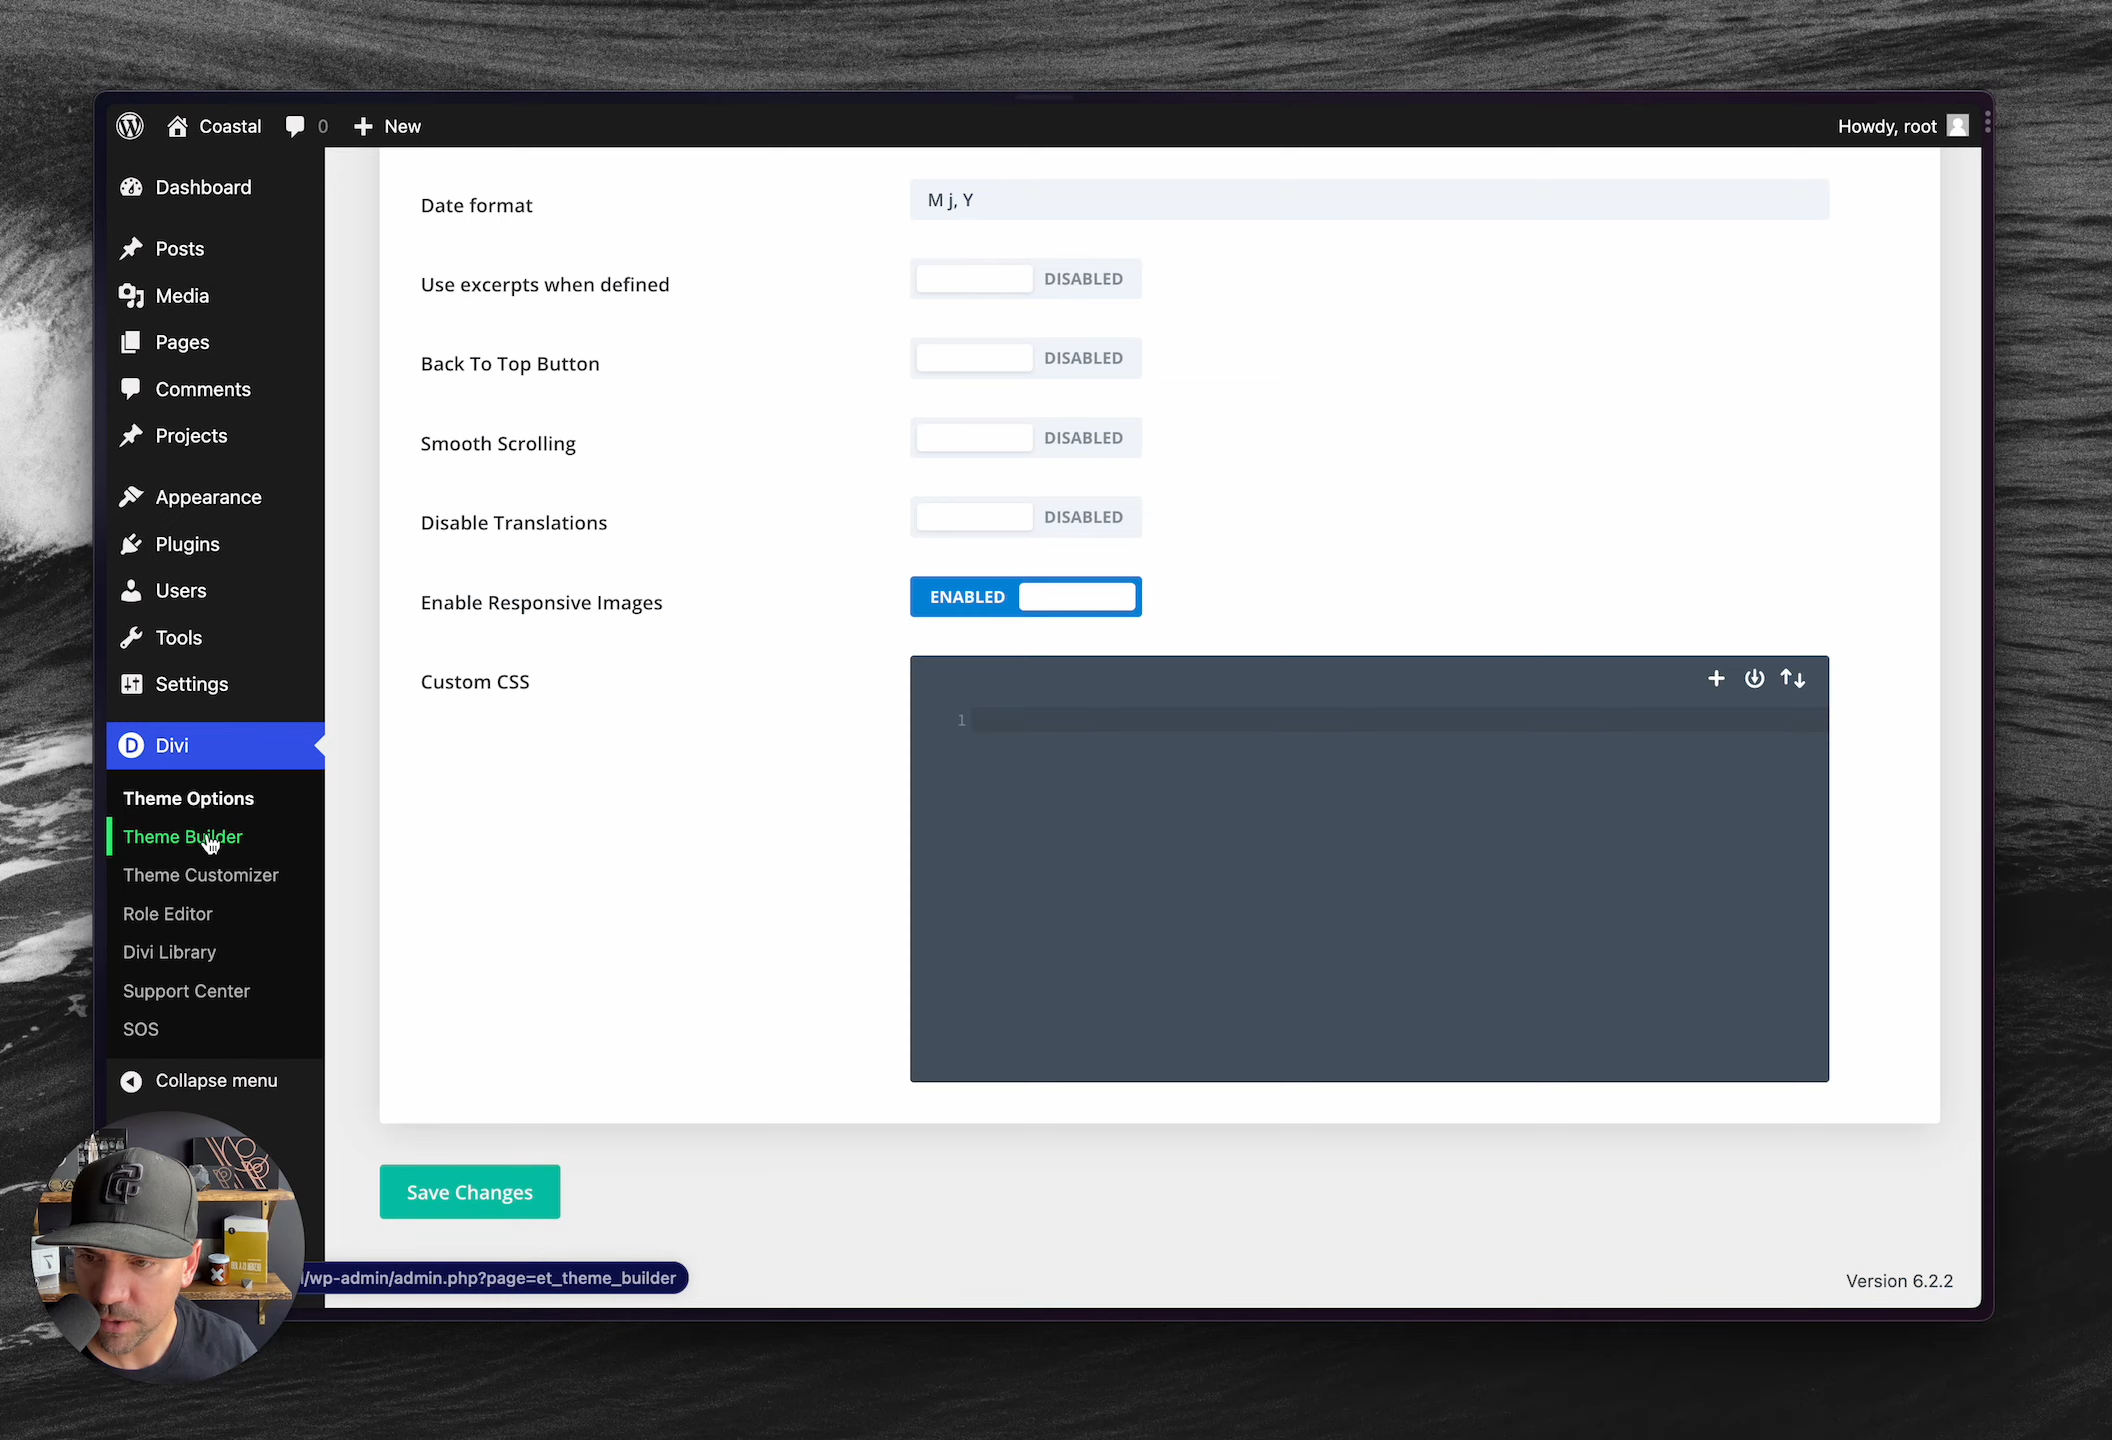 Coastal
0
New
Howdy, root
Dashboard
Posts
Media
Pages
Comments
Projects
Appearance
Plugins
Users
Tools
Settings
Divi
Theme Options
Theme Builder
Theme Customizer
Role Editor
Divi Library
Support Center
SOS
Collapse menu
Date format
M j, Y
Use excerpts when defined
DISABLED
Back To Top Button
DISABLED
Smooth Scrolling
DISABLED
Disable Translations
DISABLED
Enable Responsive Images
ENABLED
Custom CSS
1
Save Changes
/wp-admin/admin.php?page=et_theme_builder
Version 6.2.2